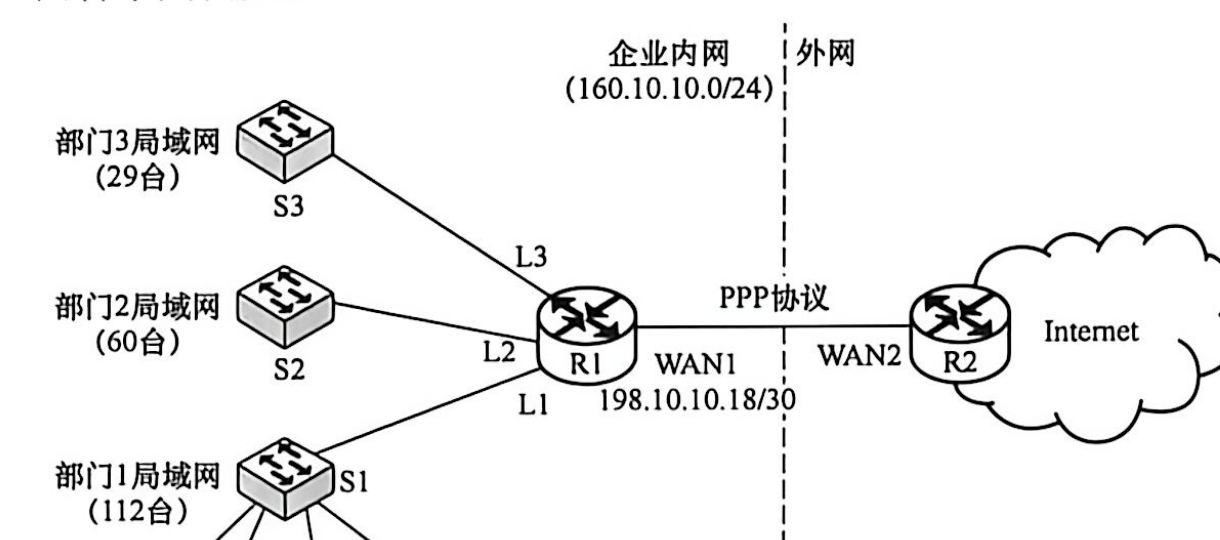 企业内网
(160.10.10.0/24)
外网
部门3局域网
(29台)
S3
L3
部门2局域网
(60台)
S2
L2
R1
PPP协议
WAN1
198.10.10.18/30
WAN2
R2
Internet
L1
部门1局域网
(112台)
S1